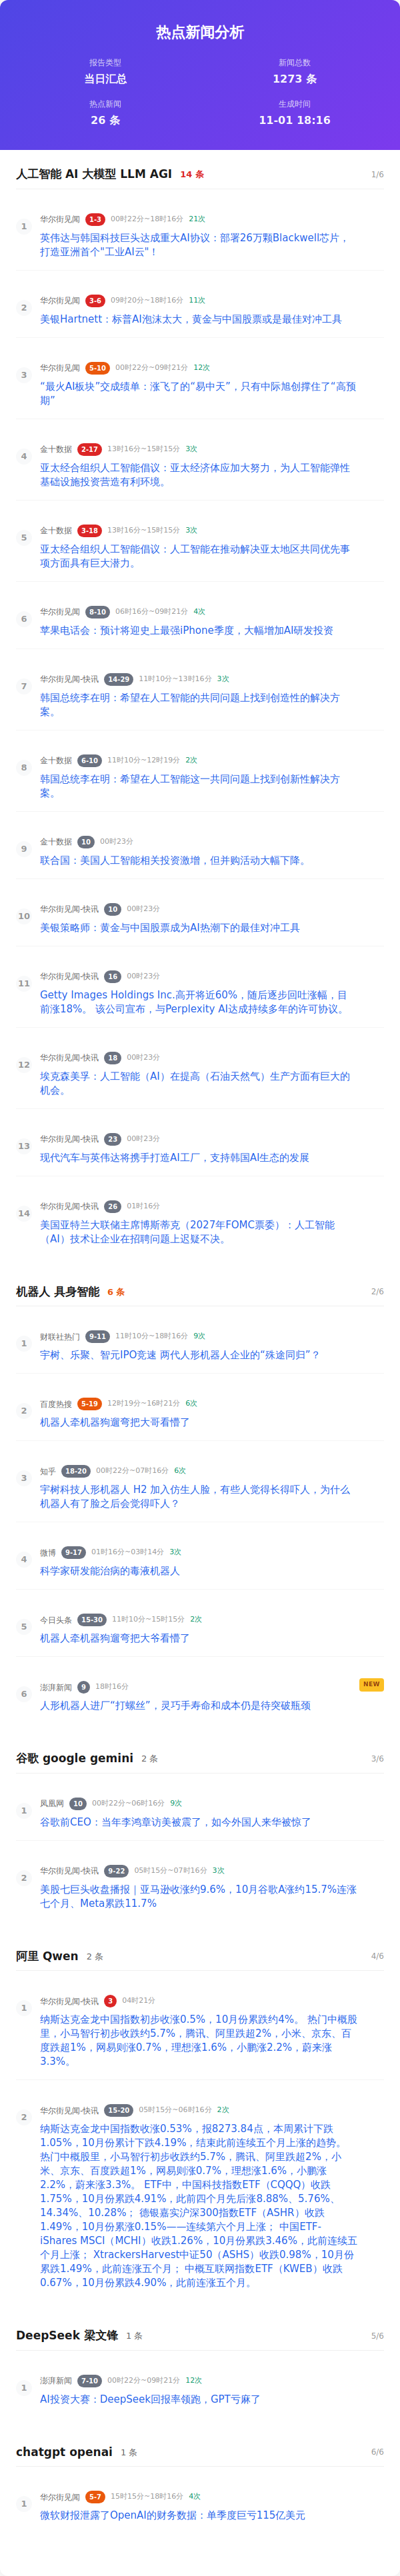 热点新闻分析
报告类型
当日汇总
新闻总数
1273 条
热点新闻
26 条
生成时间
11-01 18:16
人工智能 AI 大模型 LLM AGI 14 条 1/6
1
华尔街见闻 1-3 00时22分~18时16分 21次
英伟达与韩国科技巨头达成重大AI协议：部署26万颗Blackwell芯片，
打造亚洲首个"工业AI云"！
2
华尔街见闻 3-6 09时20分~18时16分 11次
美银Hartnett：标普AI泡沫太大，黄金与中国股票或是最佳对冲工具
3
华尔街见闻 5-10 00时22分~09时21分 12次
“最火AI板块”交成绩单：涨飞了的“易中天”，只有中际旭创撑住了“高预
期”
4
金十数据 2-17 13时16分~15时15分 3次
亚太经合组织人工智能倡议：亚太经济体应加大努力，为人工智能弹性
基础设施投资营造有利环境。
5
金十数据 3-18 13时16分~15时15分 3次
亚太经合组织人工智能倡议：人工智能在推动解决亚太地区共同优先事
项方面具有巨大潜力。
6
华尔街见闻 8-10 06时16分~09时21分 4次
苹果电话会：预计将迎史上最强iPhone季度，大幅增加AI研发投资
7
华尔街见闻-快讯 14-29 11时10分~13时16分 3次
韩国总统李在明：希望在人工智能的共同问题上找到创造性的解决方
案。
8
金十数据 6-10 11时10分~12时19分 2次
韩国总统李在明：希望在人工智能这一共同问题上找到创新性解决方
案。
9
金十数据 10 00时23分
联合国：美国人工智能相关投资激增，但并购活动大幅下降。
10
华尔街见闻-快讯 10 00时23分
美银策略师：黄金与中国股票成为AI热潮下的最佳对冲工具
11
华尔街见闻-快讯 16 00时23分
Getty Images Holdings Inc.高开将近60%，随后逐步回吐涨幅，目
前涨18%。 该公司宣布，与Perplexity AI达成持续多年的许可协议。
12
华尔街见闻-快讯 18 00时23分
埃克森美孚：人工智能（AI）在提高（石油天然气）生产方面有巨大的
机会。
13
华尔街见闻-快讯 23 00时23分
现代汽车与英伟达将携手打造AI工厂，支持韩国AI生态的发展
14
华尔街见闻-快讯 26 01时16分
美国亚特兰大联储主席博斯蒂克（2027年FOMC票委）：人工智能
（AI）技术让企业在招聘问题上迟疑不决。
机器人 具身智能 6 条 2/6
1
财联社热门 9-11 11时10分~18时16分 9次
宇树、乐聚、智元IPO竞速 两代人形机器人企业的“殊途同归”？
2
百度热搜 5-19 12时19分~16时21分 6次
机器人牵机器狗遛弯把大哥看懵了
3
知乎 18-20 00时22分~07时16分 6次
宇树科技人形机器人 H2 加入仿生人脸，有些人觉得长得吓人，为什么
机器人有了脸之后会觉得吓人？
4
微博 9-17 01时16分~03时14分 3次
科学家研发能治病的毒液机器人
5
今日头条 15-30 11时10分~15时15分 2次
机器人牵机器狗遛弯把大爷看懵了
6
澎湃新闻 9 18时16分 NEW
人形机器人进厂“打螺丝”，灵巧手寿命和成本仍是待突破瓶颈
谷歌 google gemini 2 条 3/6
1
凤凰网 10 00时22分~06时16分 9次
谷歌前CEO：当年李鸿章访美被震了，如今外国人来华被惊了
2
华尔街见闻-快讯 9-22 05时15分~07时16分 3次
美股七巨头收盘播报｜亚马逊收涨约9.6%，10月谷歌A涨约15.7%连涨
七个月、Meta累跌11.7%
阿里 Qwen 2 条 4/6
1
华尔街见闻-快讯 3 04时21分
纳斯达克金龙中国指数初步收涨0.5%，10月份累跌约4%。 热门中概股
里，小马智行初步收跌约5.7%，腾讯、阿里跌超2%，小米、京东、百
度跌超1%，网易则涨0.7%，理想涨1.6%，小鹏涨2.2%，蔚来涨
3.3%。
2
华尔街见闻-快讯 15-20 05时15分~06时16分 2次
纳斯达克金龙中国指数收涨0.53%，报8273.84点，本周累计下跌
1.05%，10月份累计下跌4.19%，结束此前连续五个月上涨的趋势。
热门中概股里，小马智行收跌约5.7%，腾讯、阿里跌超2%，小
米、京东、百度跌超1%，网易则涨0.7%，理想涨1.6%，小鹏涨
2.2%，蔚来涨3.3%。 ETF中，中国科技指数ETF（CQQQ）收跌
1.75%，10月份累跌4.91%，此前四个月先后涨8.88%、5.76%、
14.34%、10.28%； 德银嘉实沪深300指数ETF（ASHR）收跌
1.49%，10月份累涨0.15%——连续第六个月上涨； 中国ETF-
iShares MSCI（MCHI）收跌1.26%，10月份累跌3.46%，此前连续五
个月上涨； XtrackersHarvest中证50（ASHS）收跌0.98%，10月份
累跌1.49%，此前连涨五个月； 中概互联网指数ETF（KWEB）收跌
0.67%，10月份累跌4.90%，此前连涨五个月。
DeepSeek 梁文锋 1 条 5/6
1
澎湃新闻 7-10 00时22分~09时21分 12次
AI投资大赛：DeepSeek回报率领跑，GPT亏麻了
chatgpt openai 1 条 6/6
1
华尔街见闻 5-7 15时15分~18时16分 4次
微软财报泄露了OpenAI的财务数据：单季度巨亏115亿美元